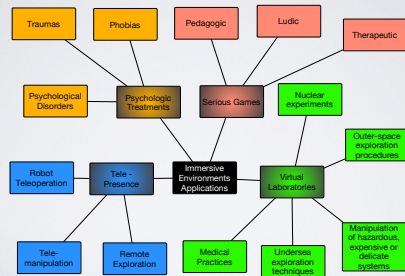 Traumas
Phobias
Pedagogic
Ludic
Therapeutic
Psychological
Disorders
Psychologic
Treatments
Serious Games
Nuclear
experiments
Outer-space
exploration
procedures
Robot
Teleoperation
Tele -
Presence
Immersive
Environments
Applications
Virtual
Laboratories
Tele-
manipulation
Remote
Exploration
Medical
Practices
Undersea
exploration
techniques
Manipulation
of hazardous,
expensive or
delicate
systems